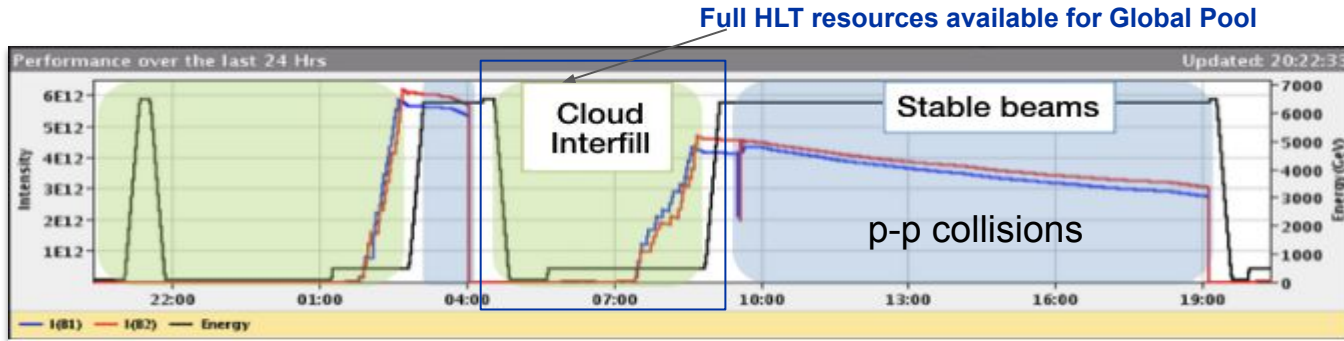 Full HLT resources available for Global Pool
Performance over the last 24 Hrs Updated: 20:22:33
6E12 7000
5E12 6000
4E12 5000
3E12 4000
2E12 3000
1E12 2000
1000
0
Intensity
Energy(GeV)
Cloud
Interfill
Stable beams
p-p collisions
22:00 01:00 04:00 07:00 10:00 13:00 16:00 19:00
I(B1) I(B2) Energy